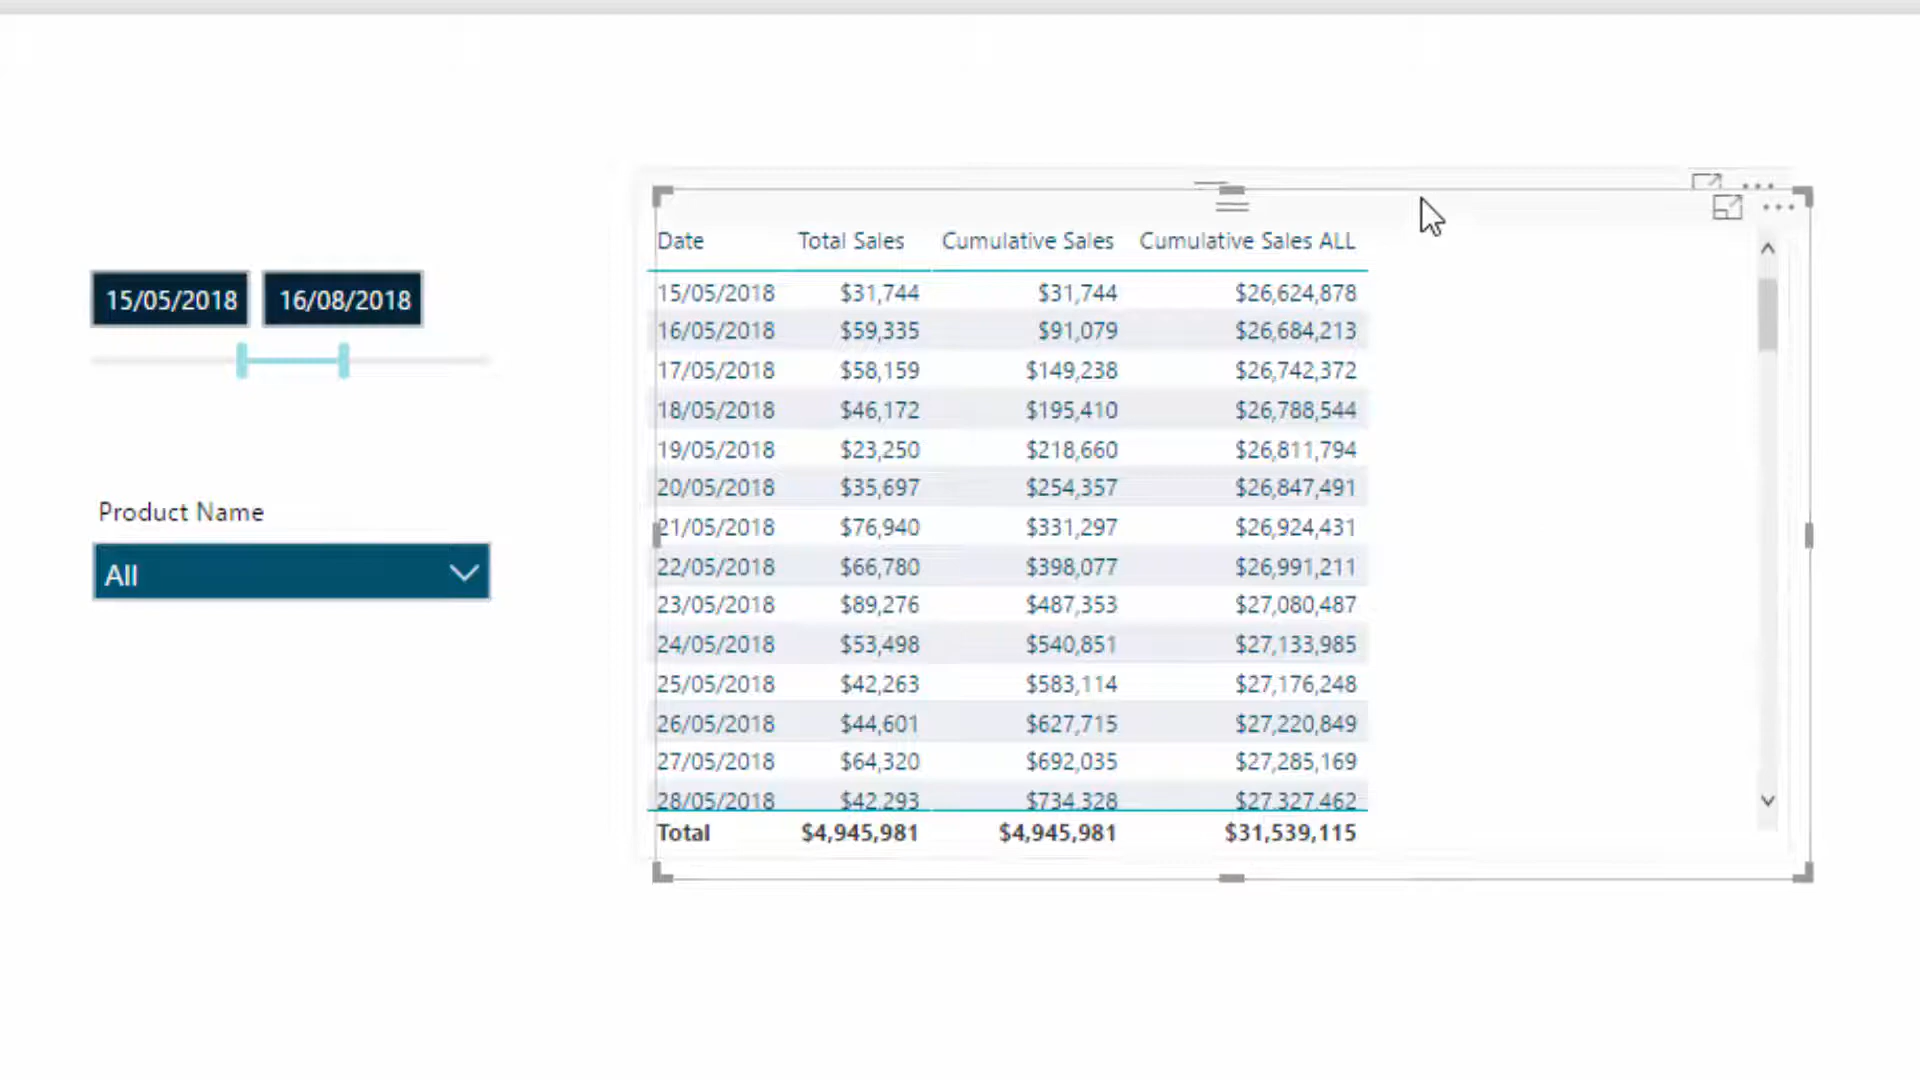 15/05/2018 16/08/2018
Product Name
All
Date Total Sales Cumulative Sales Cumulative Sales ALL
15/05/2018 $31,744 $31,744 $26,624,878
16/05/2018 $59,335 $91,079 $26,684,213
17/05/2018 $58,159 $149,238 $26,742,372
18/05/2018 $46,172 $195,410 $26,788,544
19/05/2018 $23,250 $218,660 $26,811,794
20/05/2018 $35,697 $254,357 $26,847,491
21/05/2018 $76,940 $331,297 $26,924,431
22/05/2018 $66,780 $398,077 $26,991,211
23/05/2018 $89,276 $487,353 $27,080,487
24/05/2018 $53,498 $540,851 $27,133,985
25/05/2018 $42,263 $583,114 $27,176,248
26/05/2018 $44,601 $627,715 $27,220,849
27/05/2018 $64,320 $692,035 $27,285,169
28/05/2018 $42,293 $734,328 $27,327,462
Total $4,945,981 $4,945,981 $31,539,115